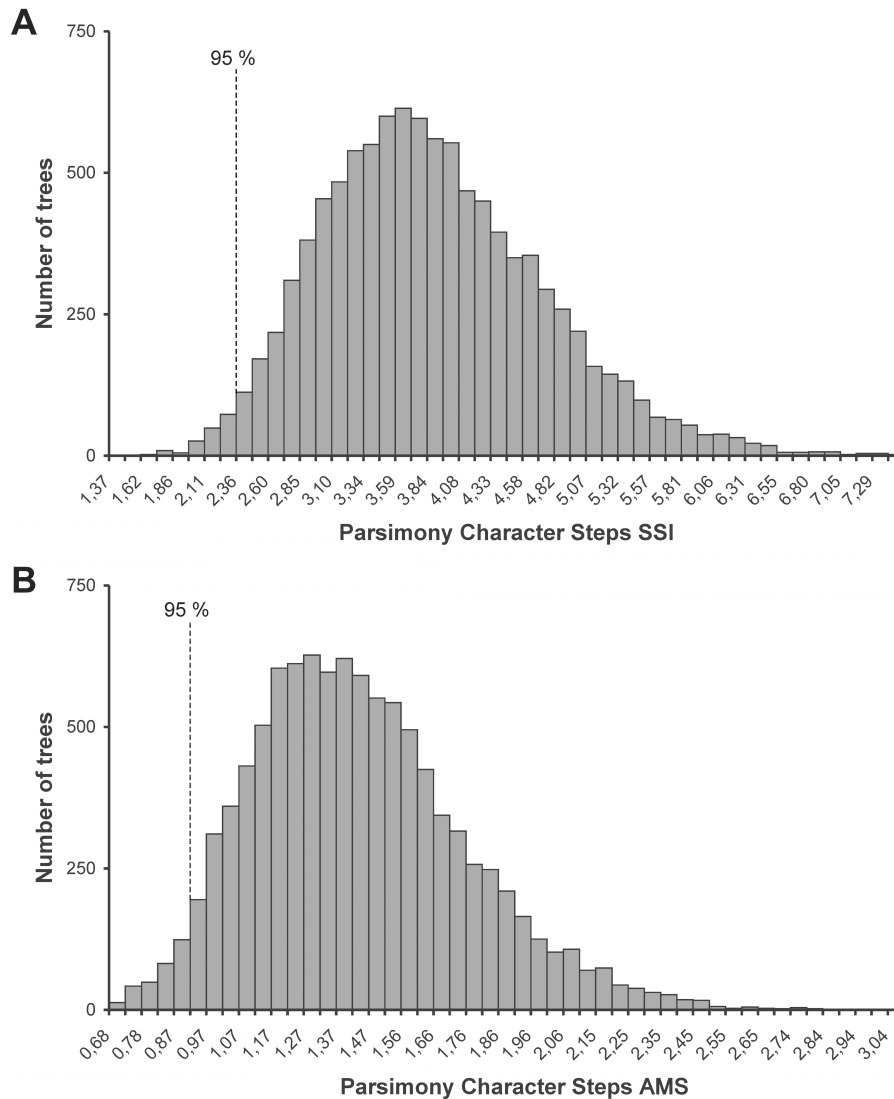 A
750
95 %
500
250
0
Number of trees
1,37 1,62 1,86 2,11 2,36 2,60 2,85 3,10 3,34 3,59 3,84 4,08 4,33 4,58 4,82 5,07 5,32 5,57 5,81 6,06 6,31 6,55 6,80 7,05 7,29
Parsimony Character Steps SSI
B
750
95 %
500
250
0
Number of trees
0,68 0,78 0,87 0,97 1,07 1,17 1,27 1,37 1,47 1,56 1,66 1,76 1,86 1,96 2,06 2,15 2,25 2,35 2,45 2,55 2,65 2,74 2,84 2,94 3,04
Parsimony Character Steps AMS